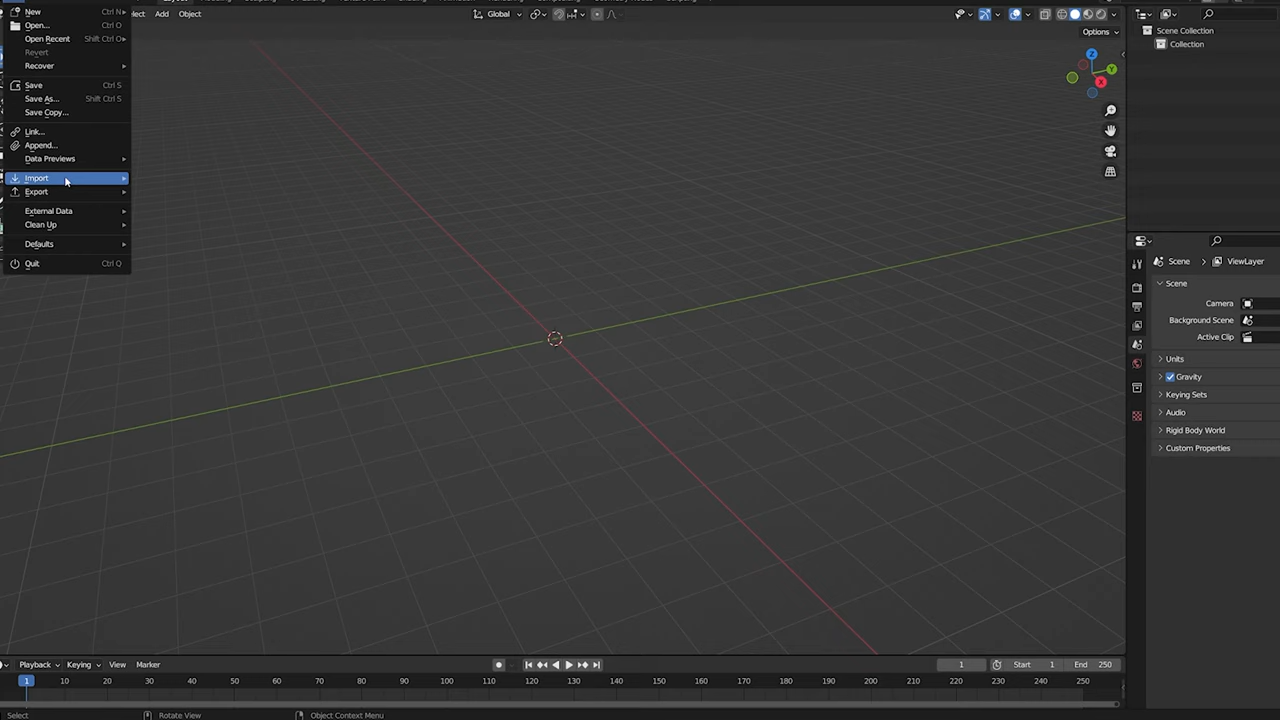 New Ctrl N
Open... Ctrl O
Open Recent Shift Ctrl O
Revert
Recover
Save Ctrl S
Save As... Shift Ctrl S
Save Copy...
Link...
Append...
Data Previews
Import
Export
External Data
Clean Up
Defaults
Quit Ctrl Q
Add Object
Global
Options
Z
Y
X
Scene Collection
Collection
Scene > ViewLayer
Scene
Camera
Background Scene
Active Clip
Units
Gravity
Keying Sets
Audio
Rigid Body World
Custom Properties
Playback Keying View Marker
1 Start 1 End 250
1 10 20 30 40 50 60 70 80 90 100 110 120 130 140 150 160 170 180 190 200 210 220 230 240 250
Select Rotate View Object Context Menu